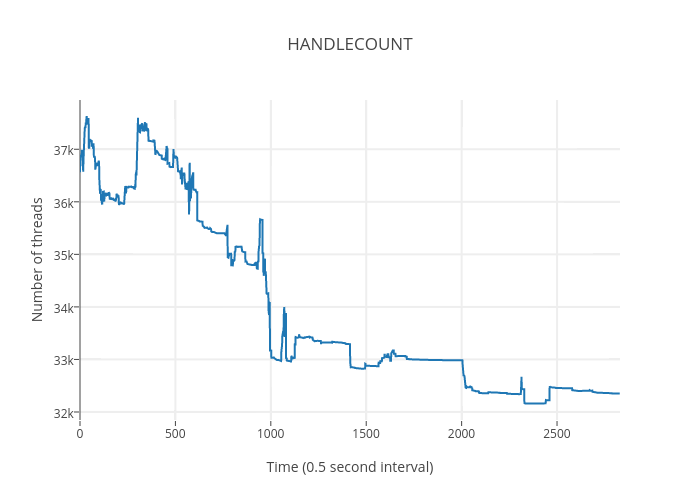 HANDLECOUNT
Number of threads
37k
36k
35k
34k
33k
32k
0 500 1000 1500 2000 2500
Time (0.5 second interval)